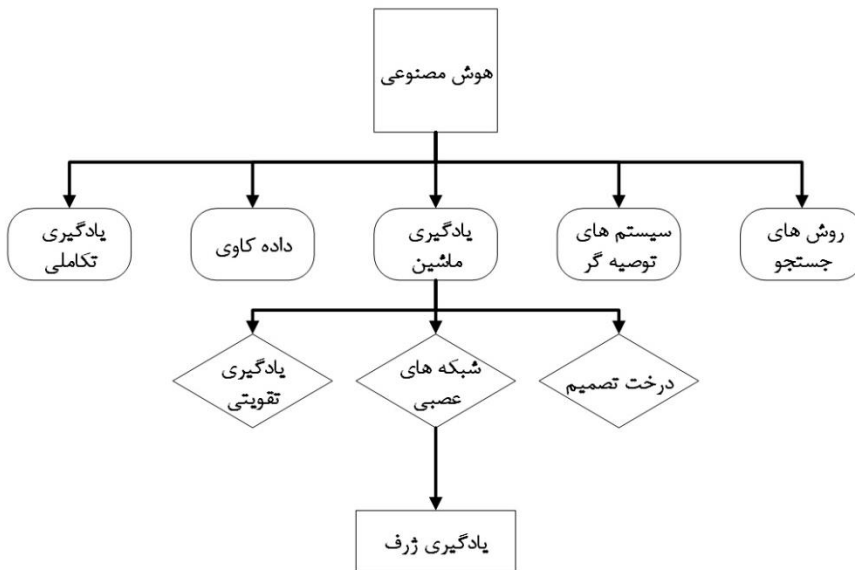 هوش مصنوعی
روش های
جستجو
سیستم های
توصیه گر
یادگیری
ماشین
داده کاوی
یادگیری
تکاملی
درخت تصمیم
شبکه های
عصبی
یادگیری
تقویتی
یادگیری ژرف